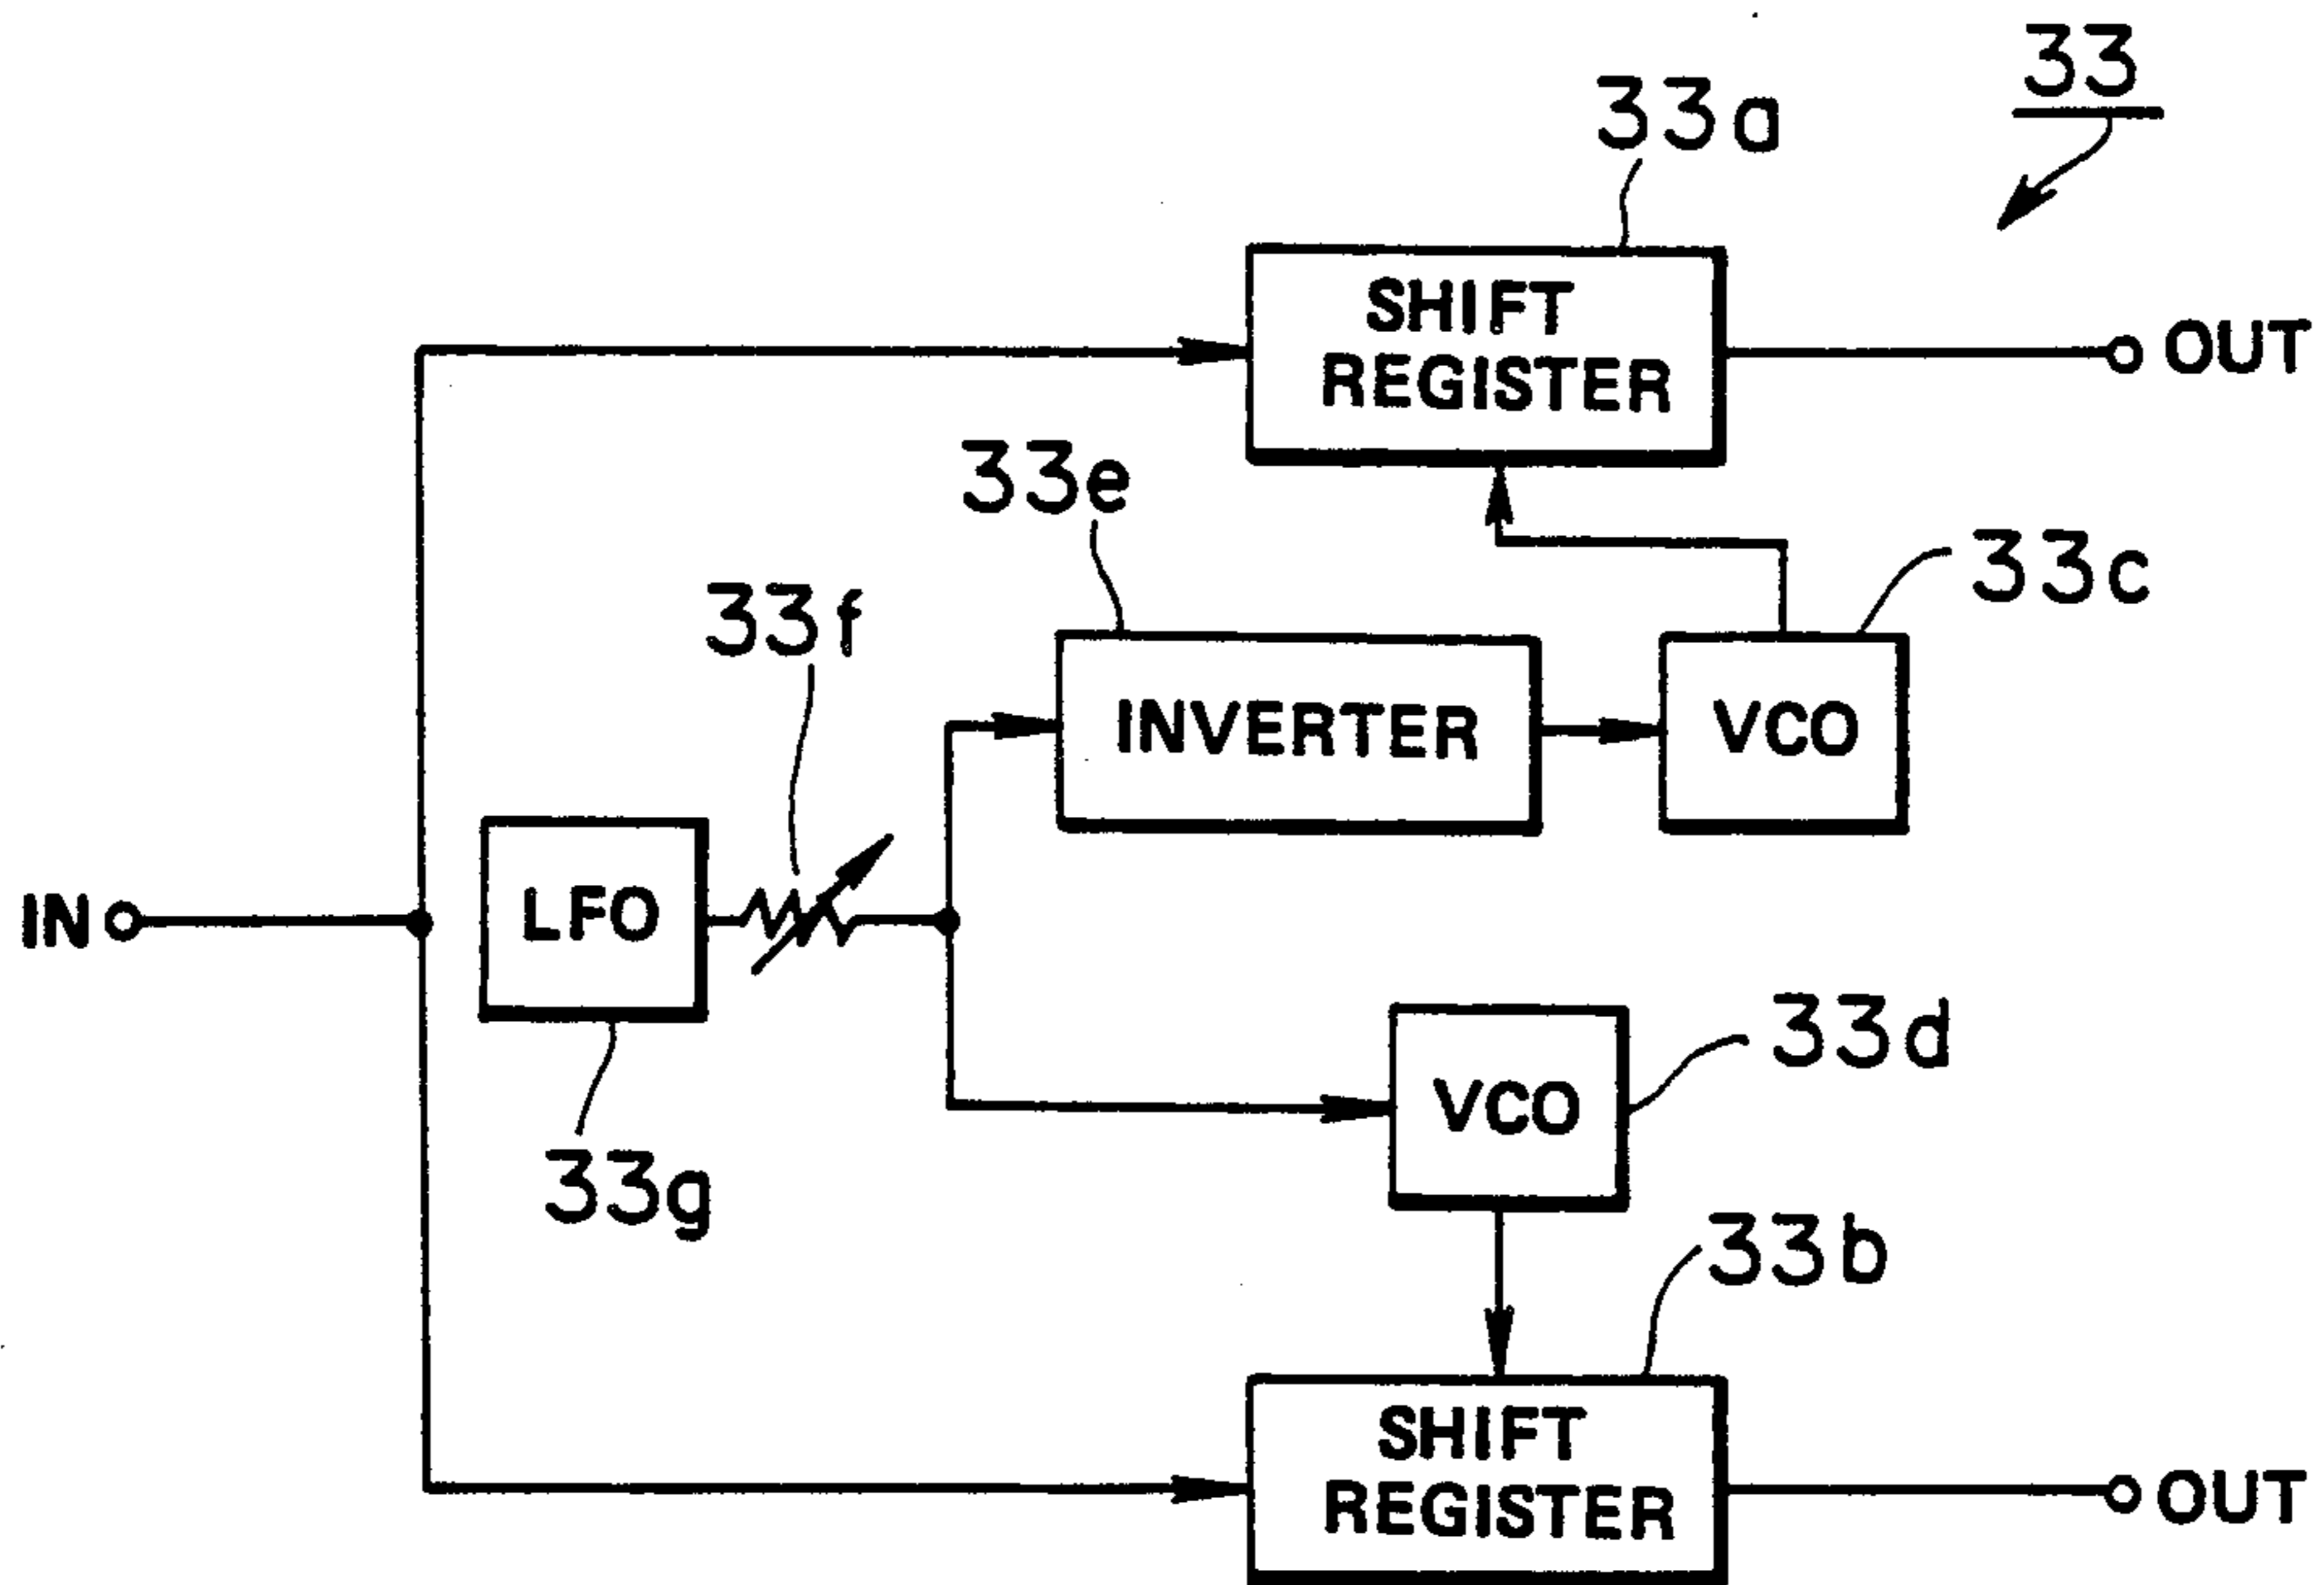 33
33a
SHIFT
REGISTER
OUT
33e
33c
33f
INVERTER
VCO
IN
LFO
33d
VCO
33g
33b
SHIFT
REGISTER
OUT